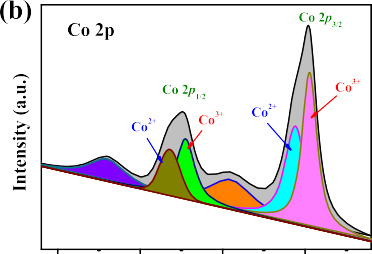 (b)
Co 2p
Co 2p3/2
Co 2p1/2
Co2+
Co3+
Co2+
Co3+
Intensity (a.u.)